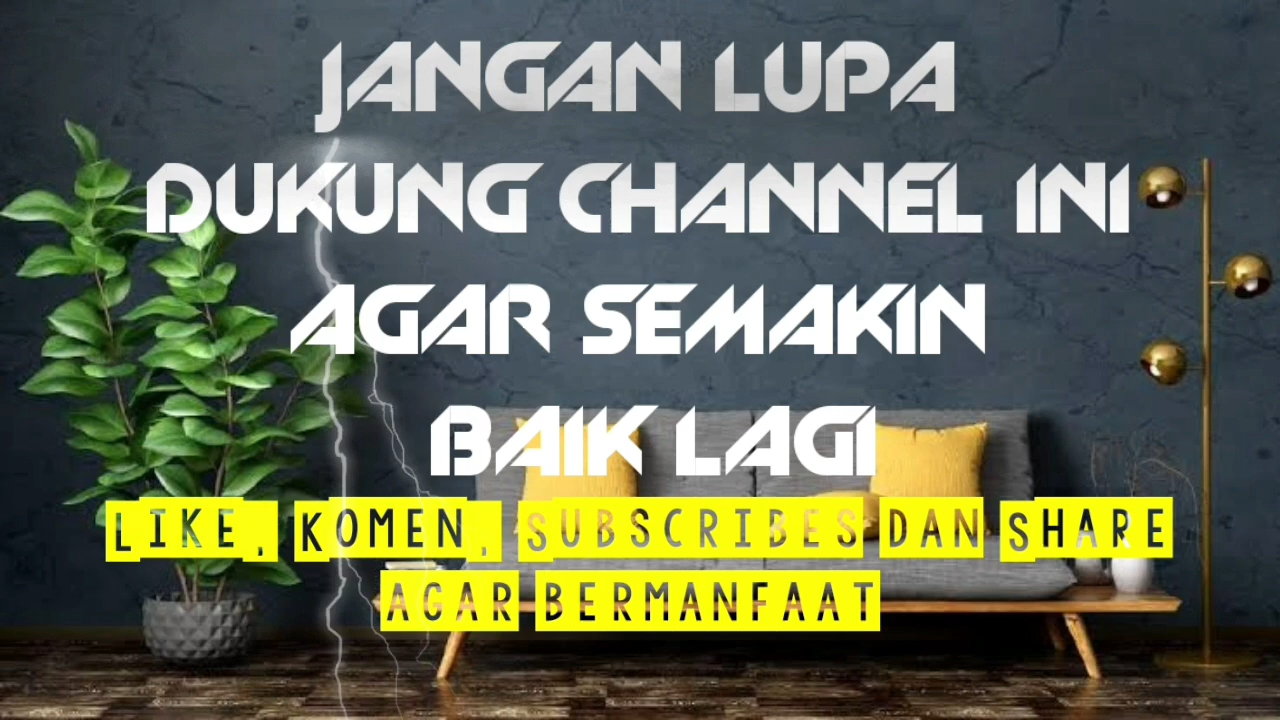 JANGAN LUPA
DUKUNG CHANNEL INI
AGAR SEMAKIN
BAIK LAGI
LIKE, KOMEN, SUBSCRIBES DAN SHARE
AGAR BERMANFAAT